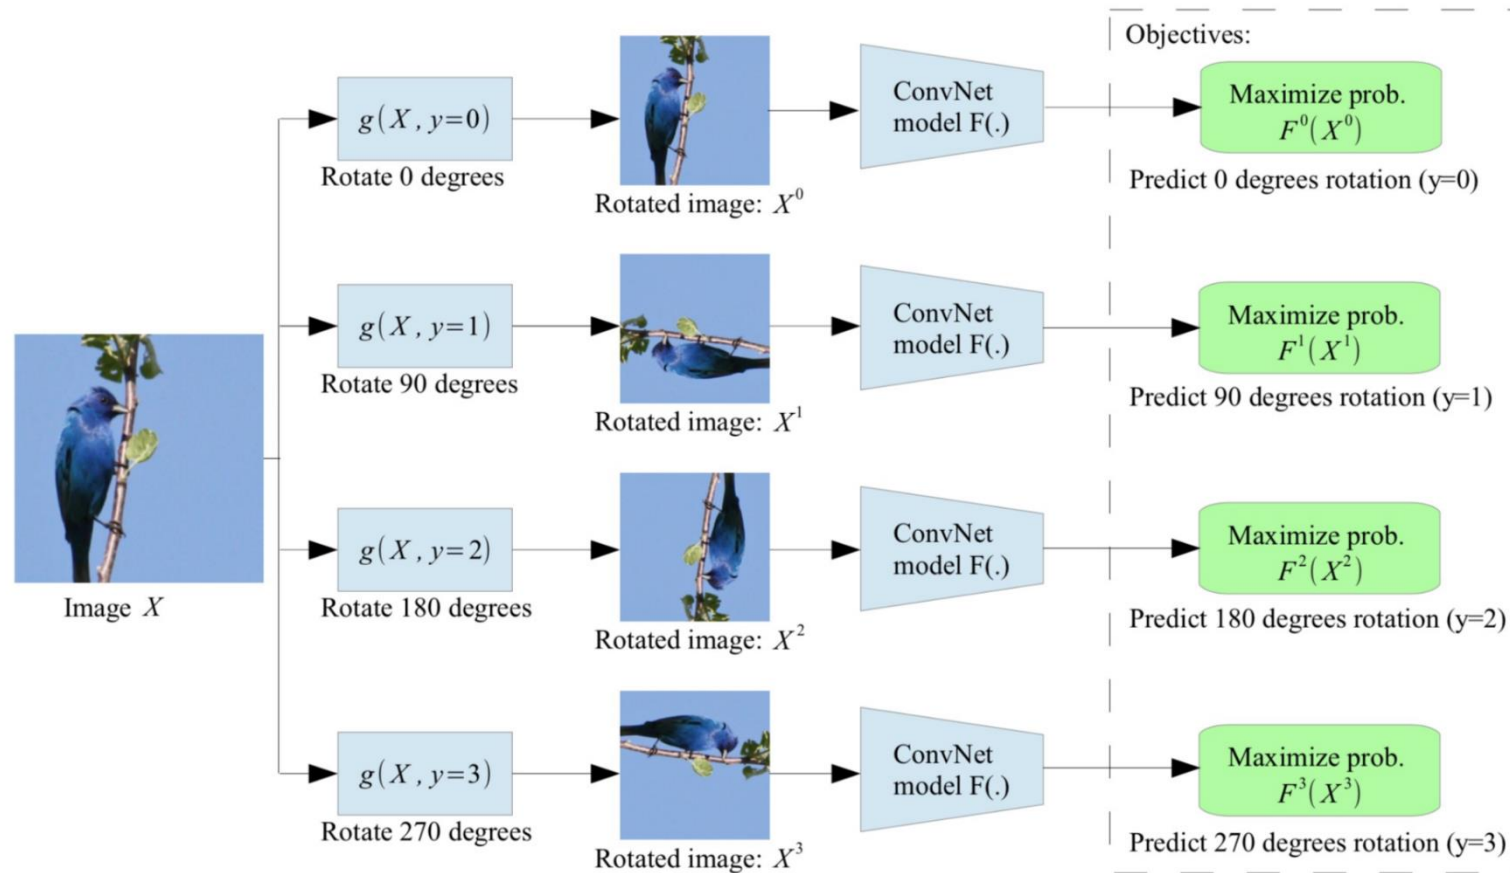 Objectives:
g(X, y=0)
Rotate 0 degrees
Rotated image: X⁰
ConvNet
model F(.)
Maximize prob.
F⁰(X⁰)
Predict 0 degrees rotation (y=0)
g(X, y=1)
Rotate 90 degrees
Rotated image: X¹
ConvNet
model F(.)
Maximize prob.
F¹(X¹)
Predict 90 degrees rotation (y=1)
Image X
g(X, y=2)
Rotate 180 degrees
Rotated image: X²
ConvNet
model F(.)
Maximize prob.
F²(X²)
Predict 180 degrees rotation (y=2)
g(X, y=3)
Rotate 270 degrees
Rotated image: X³
ConvNet
model F(.)
Maximize prob.
F³(X³)
Predict 270 degrees rotation (y=3)